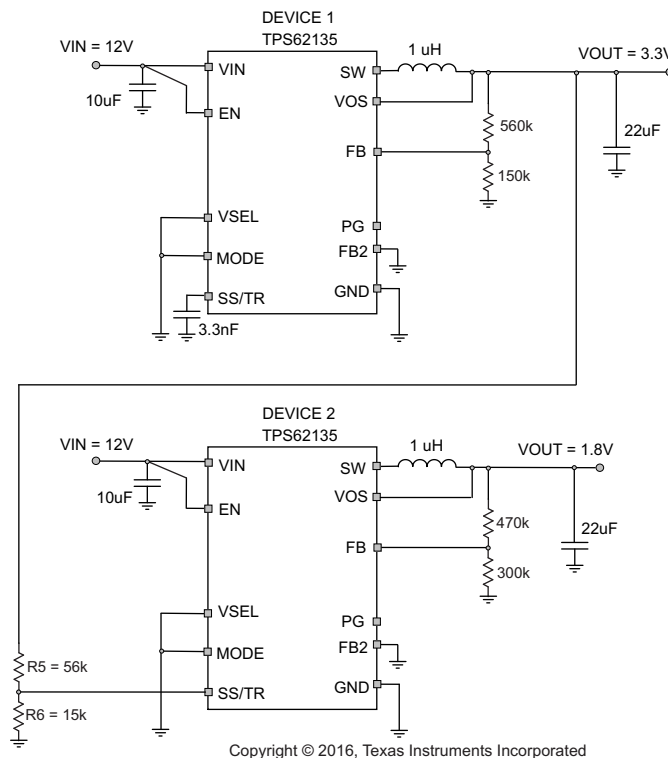 DEVICE 1
TPS62135
VIN = 12V
10uF
VIN
EN
VSEL
MODE
SS/TR
3.3nF
SW
VOS
FB
PG
FB2
GND
1 uH
VOUT = 3.3V
560k
150k
22uF
DEVICE 2
TPS62135
VIN = 12V
10uF
VIN
EN
VSEL
MODE
SS/TR
SW
VOS
FB
PG
FB2
GND
1 uH
VOUT = 1.8V
470k
300k
22uF
R5 = 56k
R6 = 15k
Copyright © 2016, Texas Instruments Incorporated